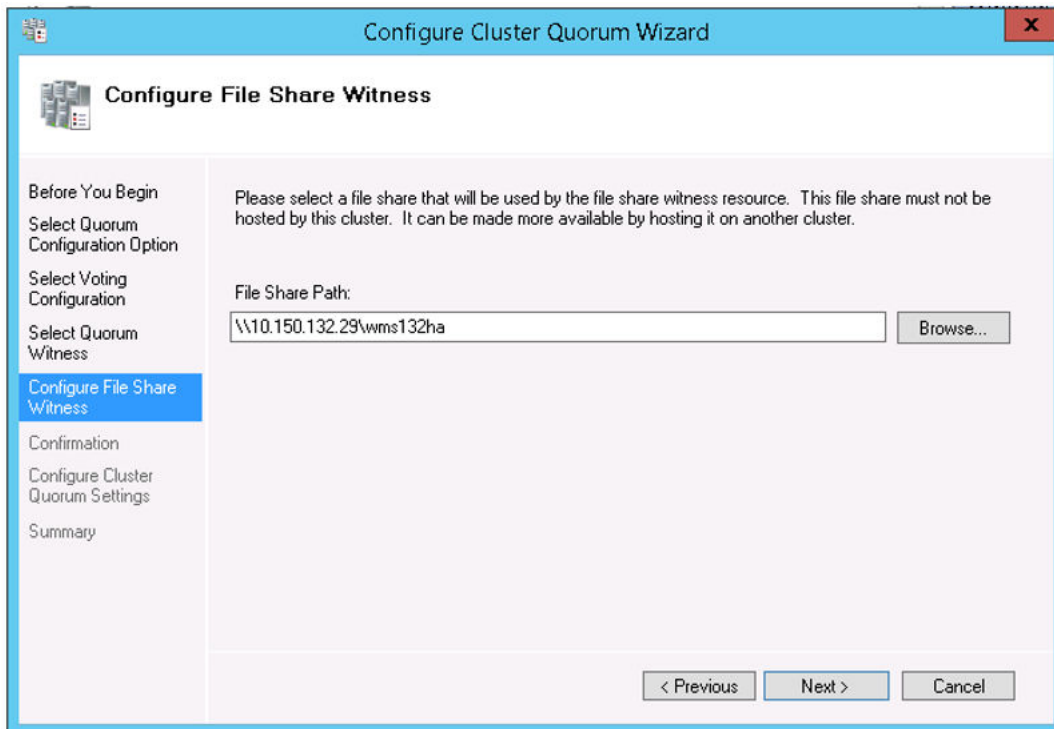 Configure Cluster Quorum Wizard
x
Configure File Share Witness
Before You Begin
Select Quorum
Configuration Option
Select Voting
Configuration
Select Quorum
Witness
Configure File Share
Witness
Confirmation
Configure Cluster
Quorum Settings
Summary
Please select a file share that will be used by the file share witness resource. This file share must not be
hosted by this cluster. It can be made more available by hosting it on another cluster.
File Share Path:
\\10.150.132.29\wms132ha
Browse...
< Previous
Next >
Cancel